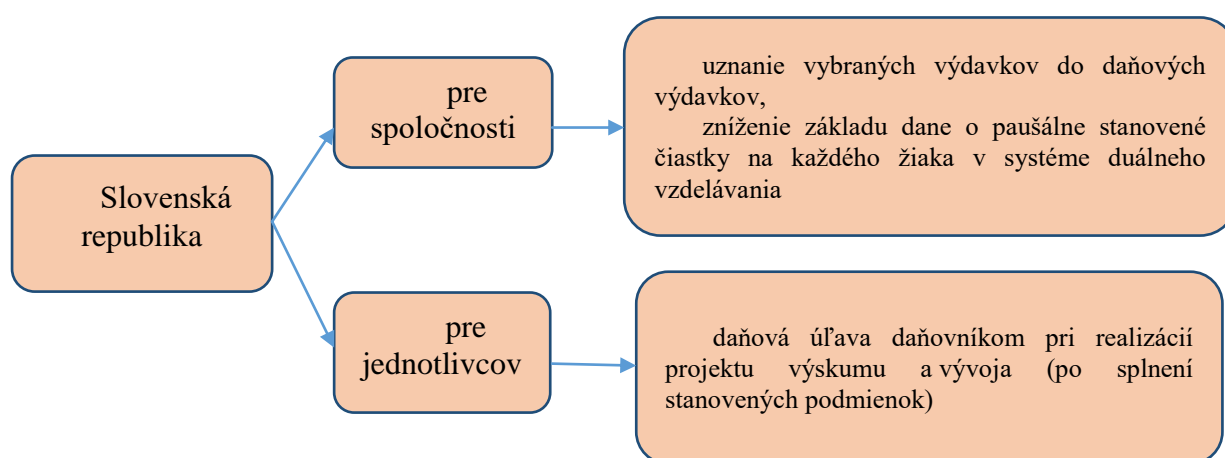 Slovenská
republika
pre
spoločnosti
uznanie vybraných výdavkov do daňových
výdavkov,
zníženie základu dane o paušálne stanovené
čiastky na každého žiaka v systéme duálneho
vzdelávania
pre
jednotlivcov
daňová úľava daňovníkom pri realizácií
projektu výskumu a vývoja (po splnení
stanovených podmienok)